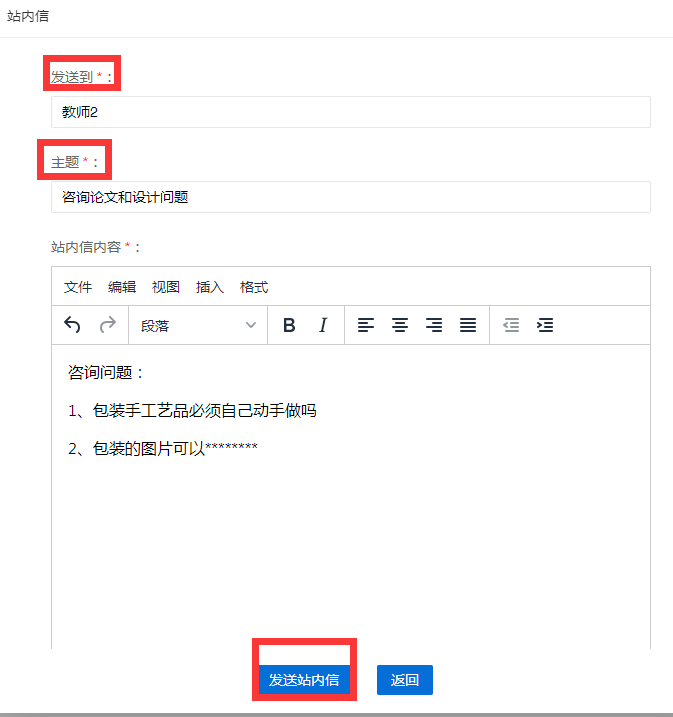 站内信
发送到 * ：
教师2
主题 * ：
咨询论文和设计问题
站内信内容 * ：
文件 编辑 视图 插入 格式
段落 B I
咨询问题：
1、包装手工艺品必须自己动手做吗
2、包装的图片可以********
发送站内信 返回